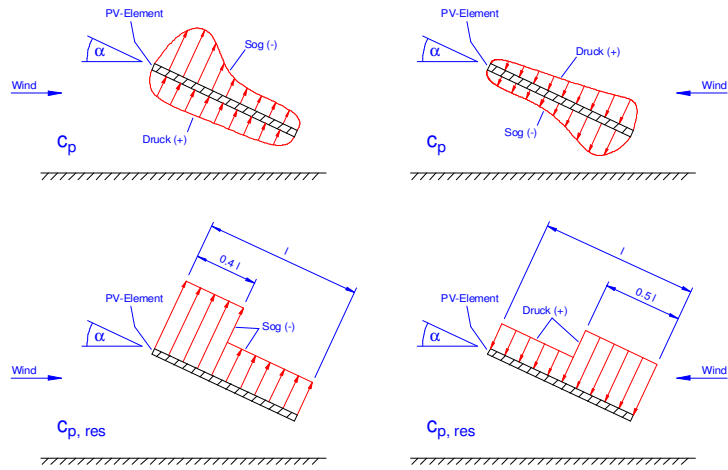 PV-Element
Sog (-)
α
Wind
Druck (+)
cp
PV-Element
Druck (+)
α
Wind
Sog (-)
cp
l
0.4 l
PV-Element
Sog (-)
α
Wind
cp, res
l
0.5 l
PV-Element
Druck (+)
α
Wind
cp, res